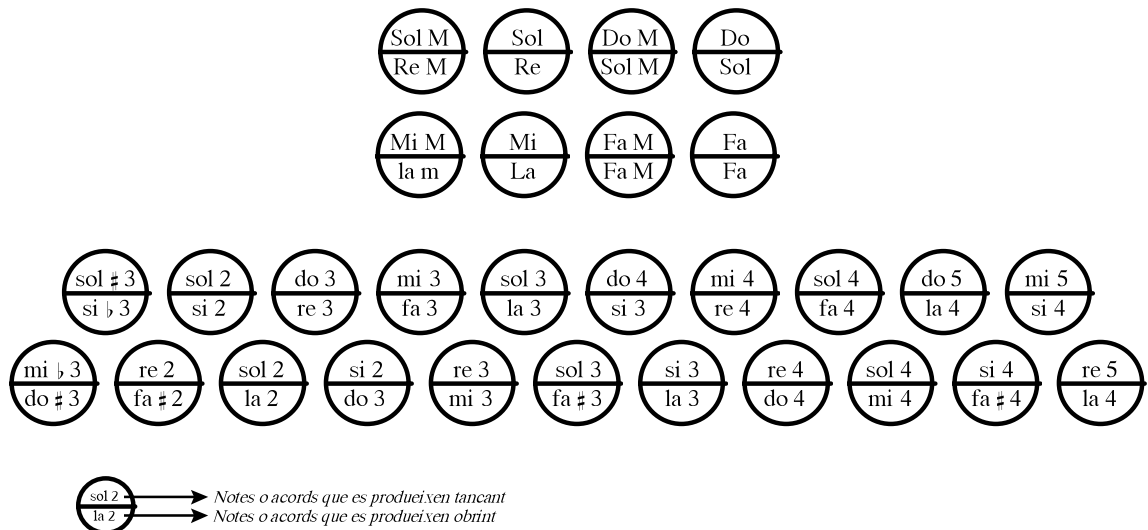 Sol M Sol Do M Do
Re M Re Sol M Sol
Mi M Mi Fa M Fa
la m La Fa M Fa
sol ♯ 3 sol 2 do 3 mi 3 sol 3 do 4 mi 4 sol 4 do 5 mi 5
si ♭ 3 si 2 re 3 fa 3 la 3 si 3 re 4 fa 4 la 4 si 4
mi ♭ 3 re 2 sol 2 si 2 re 3 sol 3 si 3 re 4 sol 4 si 4 re 5
do ♯ 3 fa ♯ 2 la 2 do 3 mi 3 fa ♯ 3 la 3 do 4 mi 4 fa ♯ 4 la 4
sol 2 Notes o acords que es produeixen tancant
la 2 Notes o acords que es produeixen obrint